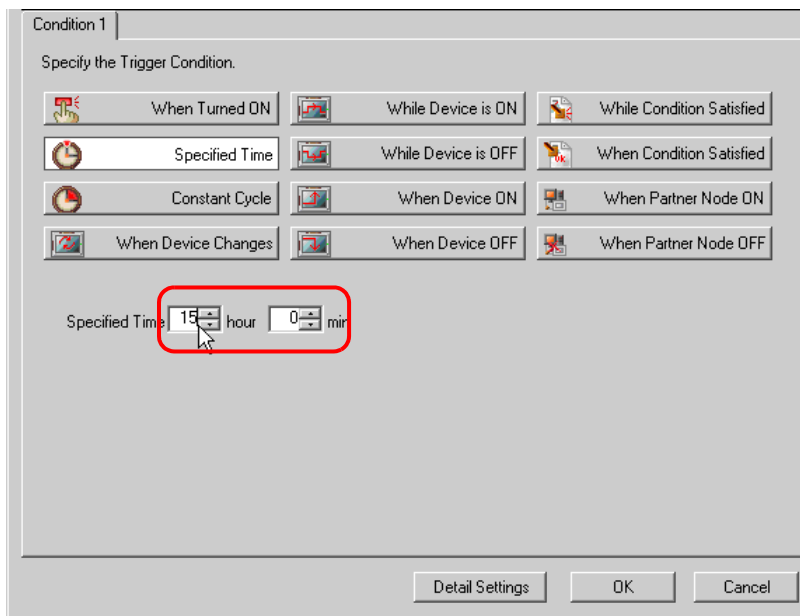 Condition 1
Specify the Trigger Condition.
When Turned ON While Device is ON While Condition Satisfied
Specified Time While Device is OFF When Condition Satisfied
Constant Cycle When Device ON When Partner Node ON
When Device Changes When Device OFF When Partner Node OFF
Specified Time 15 hour 0 min
Detail Settings OK Cancel